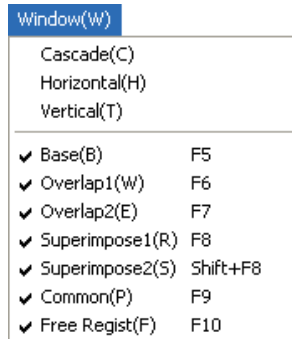 Window(W)
Cascade(C)
Horizontal(H)
Vertical(T)
Base(B) F5
Overlap1(W) F6
Overlap2(E) F7
Superimpose1(R) F8
Superimpose2(S) Shift+F8
Common(P) F9
Free Regist(F) F10